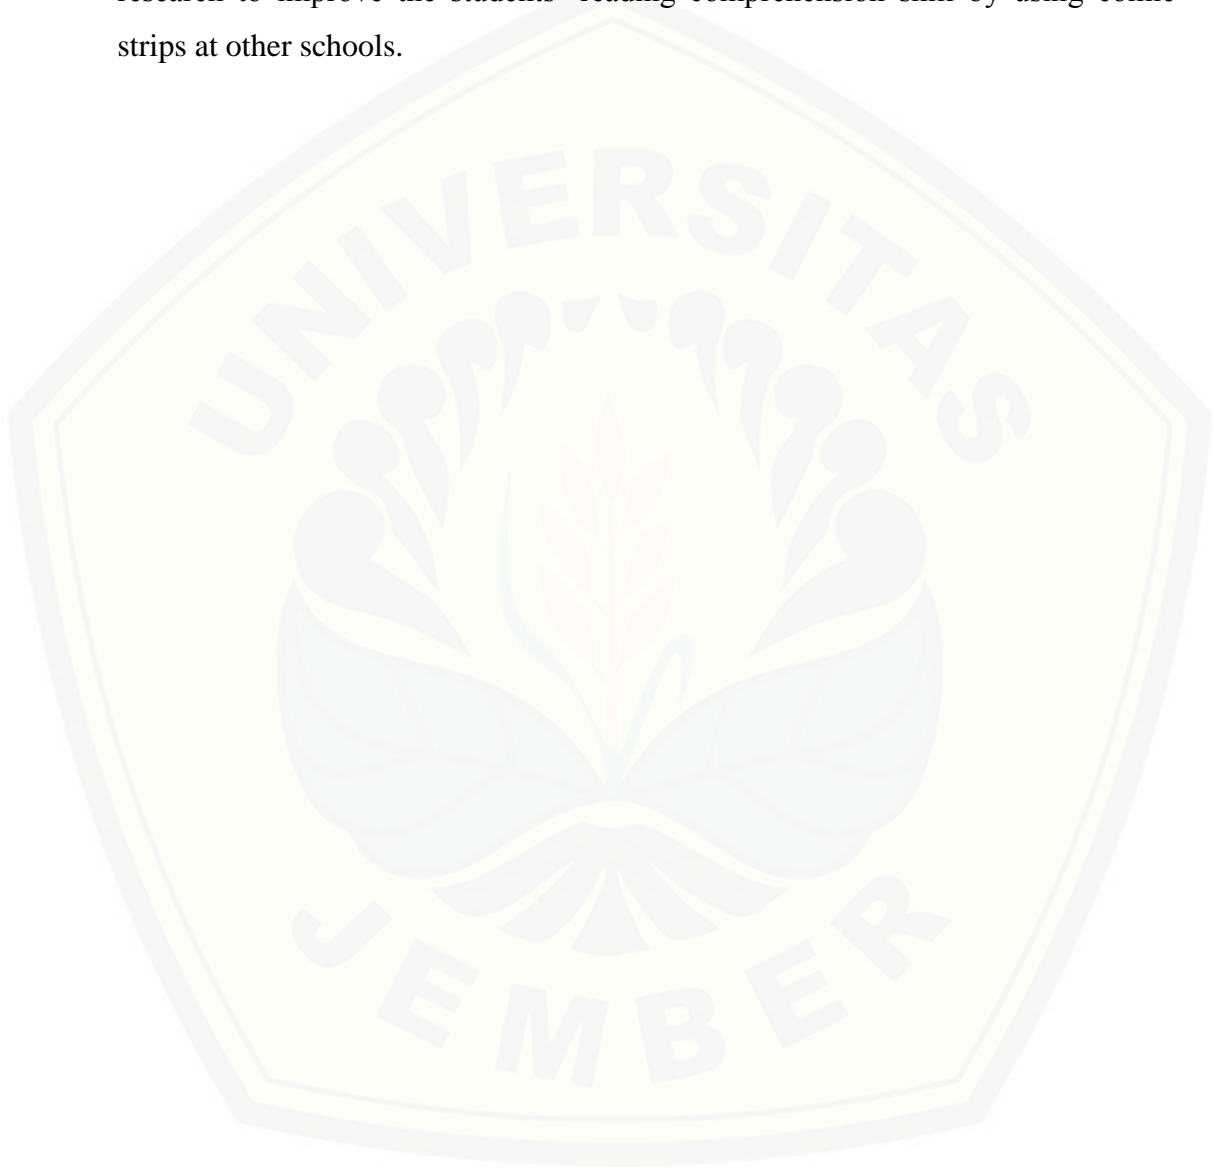 research to improve the students' reading comprehension skill by using comic
strips at other schools.
UNIVERSITAS
JEMBER